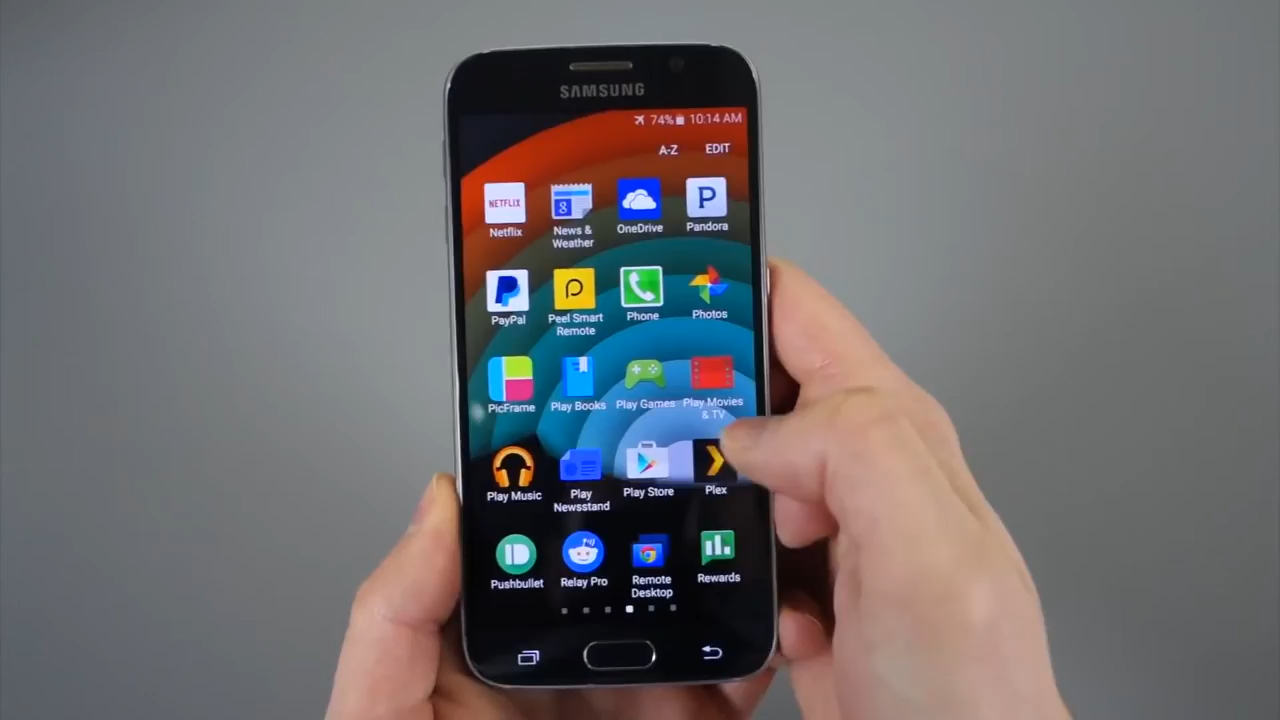 SAMSUNG
74% 10:14 AM
A-Z EDIT
NETFLIX 8 P
Netflix News & Weather OneDrive Pandora
PayPal Peel Smart Remote Phone Photos
PicFrame Play Books Play Games Play Movies & TV
Play Music Play Newsstand Play Store Plex
Pushbullet Relay Pro Remote Desktop Rewards